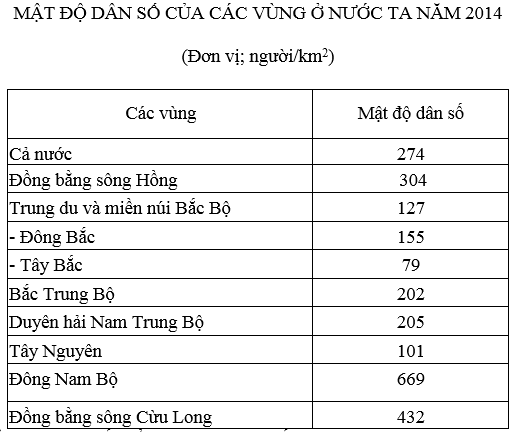 MẬT ĐỘ DÂN SỐ CỦA CÁC VÙNG Ở NƯỚC TA NĂM 2014
(Đơn vị; người/km²)
Các vùng Mật độ dân số
Cả nước 274
Đồng bằng sông Hồng 304
Trung du và miền núi Bắc Bộ 127
- Đông Bắc 155
- Tây Bắc 79
Bắc Trung Bộ 202
Duyên hải Nam Trung Bộ 205
Tây Nguyên 101
Đông Nam Bộ 669
Đồng bằng sông Cửu Long 432